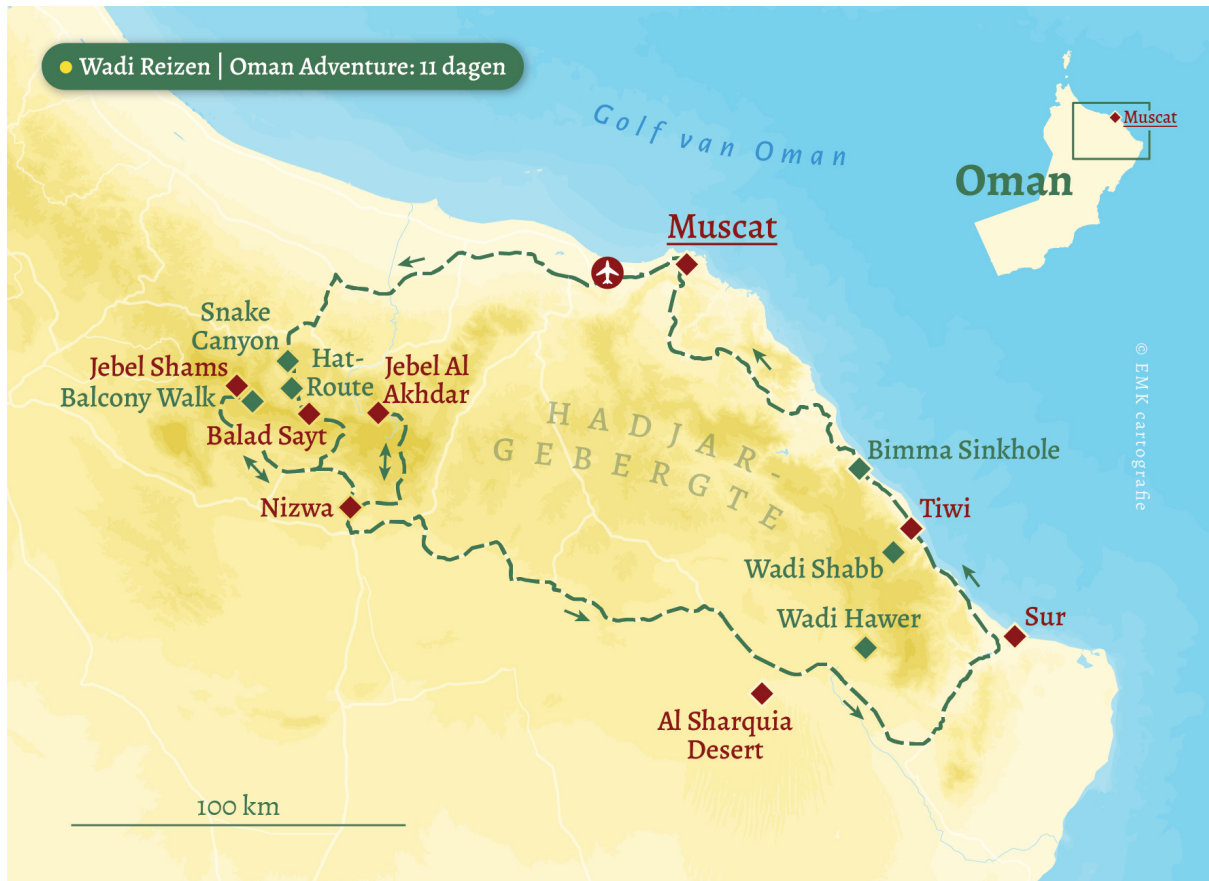 Wadi Reizen | Oman Adventure: 11 dagen
Golf van Oman
Muscat
Oman
Muscat
Snake
Canyon
Hat-
Route
Jebel Shams
Balcony Walk
Jebel Al
Akhdar
Balad Sayt
HADJAR-
GEBERGTE
© EMK cartografie
Bimma Sinkhole
Nizwa
Tiwi
Wadi Shabb
Wadi Hawer
Sur
Al Sharquia
Desert
100 km